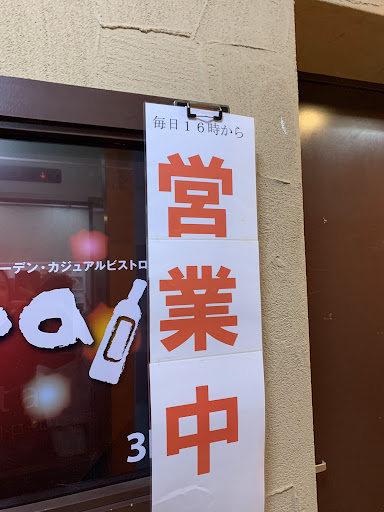 毎日１６時から
営業中
ーデン・カジュアルビストロ
a
3